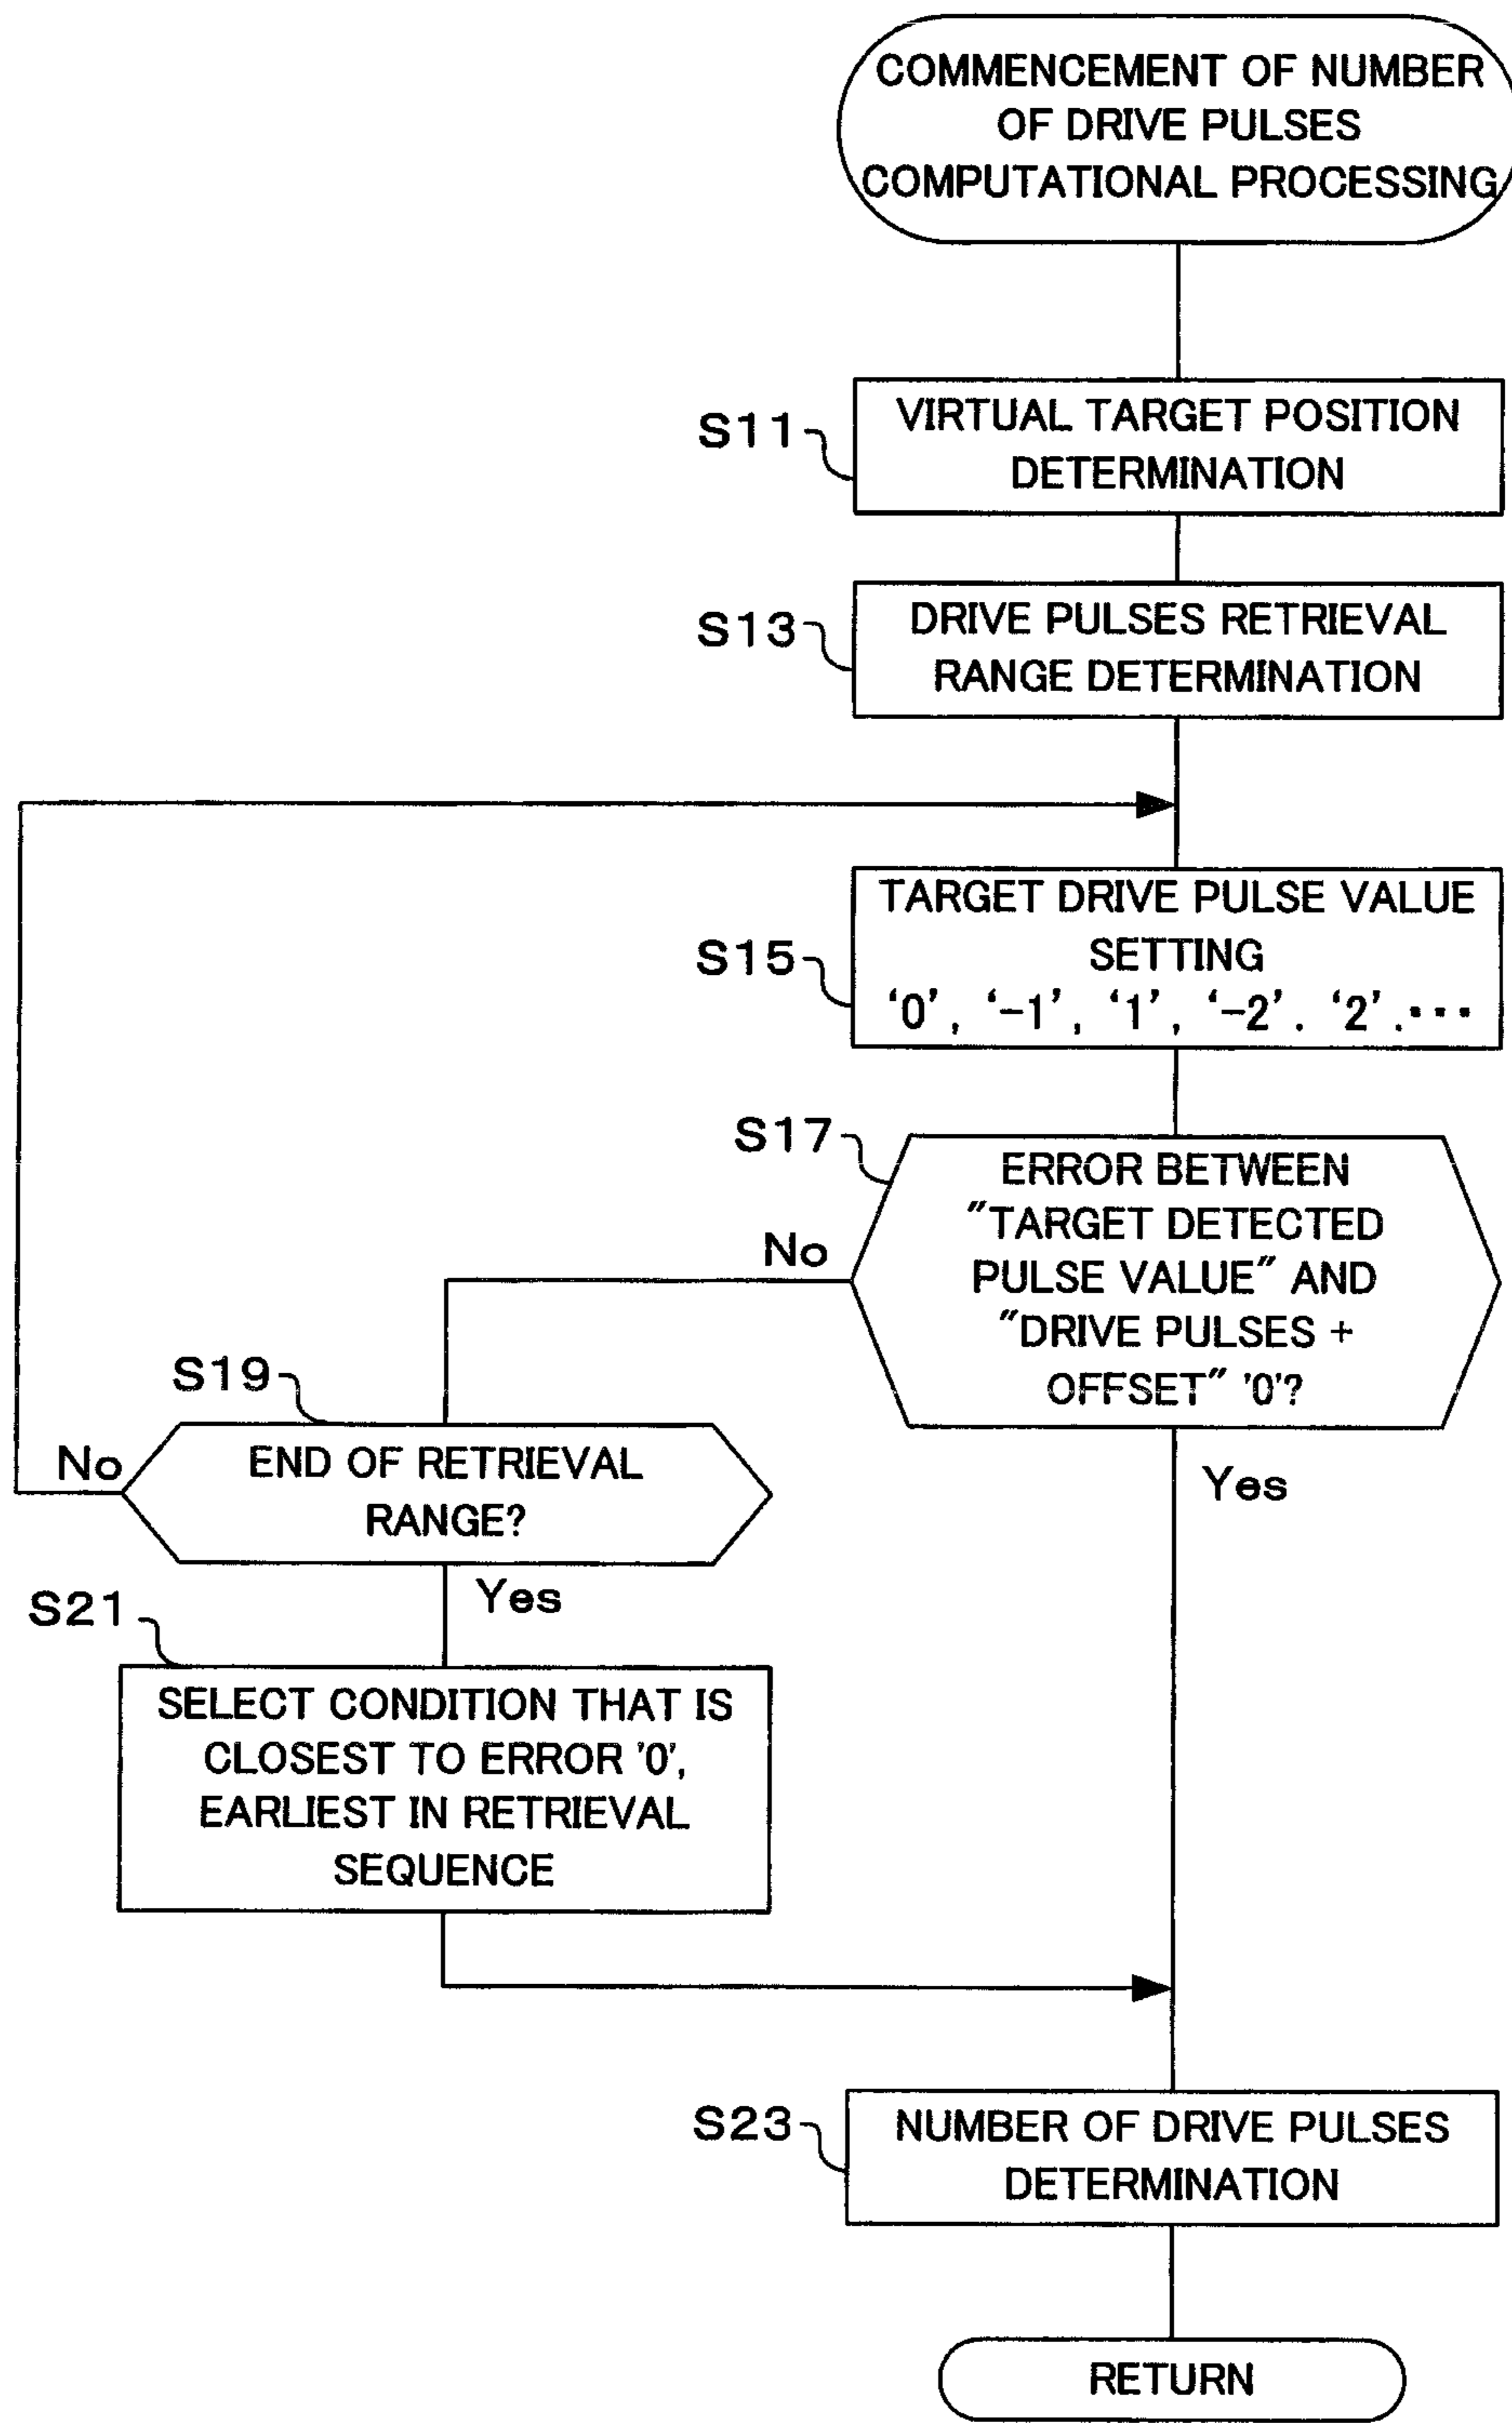 COMMENCEMENT OF NUMBER
OF DRIVE PULSES
COMPUTATIONAL PROCESSING
S11
VIRTUAL TARGET POSITION
DETERMINATION
S13
DRIVE PULSES RETRIEVAL
RANGE DETERMINATION
S15
TARGET DRIVE PULSE VALUE
SETTING
‘0’, ‘-1’, ‘1’, ‘-2’. ‘2’.···
S17
ERROR BETWEEN
"TARGET DETECTED
PULSE VALUE" AND
"DRIVE PULSES +
OFFSET" '0'?
No
Yes
S19
END OF RETRIEVAL
RANGE?
No
Yes
S21
SELECT CONDITION THAT IS
CLOSEST TO ERROR '0',
EARLIEST IN RETRIEVAL
SEQUENCE
S23
NUMBER OF DRIVE PULSES
DETERMINATION
RETURN